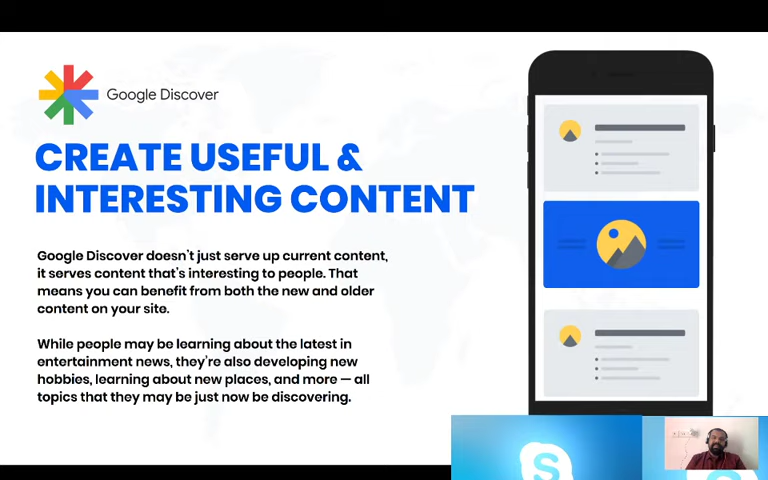 Google Discover
CREATE USEFUL &
INTERESTING CONTENT
Google Discover doesn't just serve up current content,
it serves content that's interesting to people. That
means you can benefit from both the new and older
content on your site.
While people may be learning about the latest in
entertainment news, they're also developing new
hobbies, learning about new places, and more — all
topics that they may be just now be discovering.
S